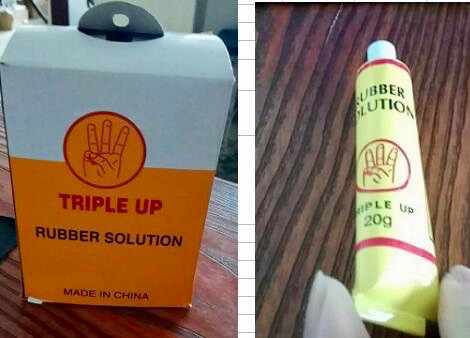 TRIPLE UP
RUBBER SOLUTION
MADE IN CHINA
RUBBER
SOLUTION
TRIPLE UP
20g